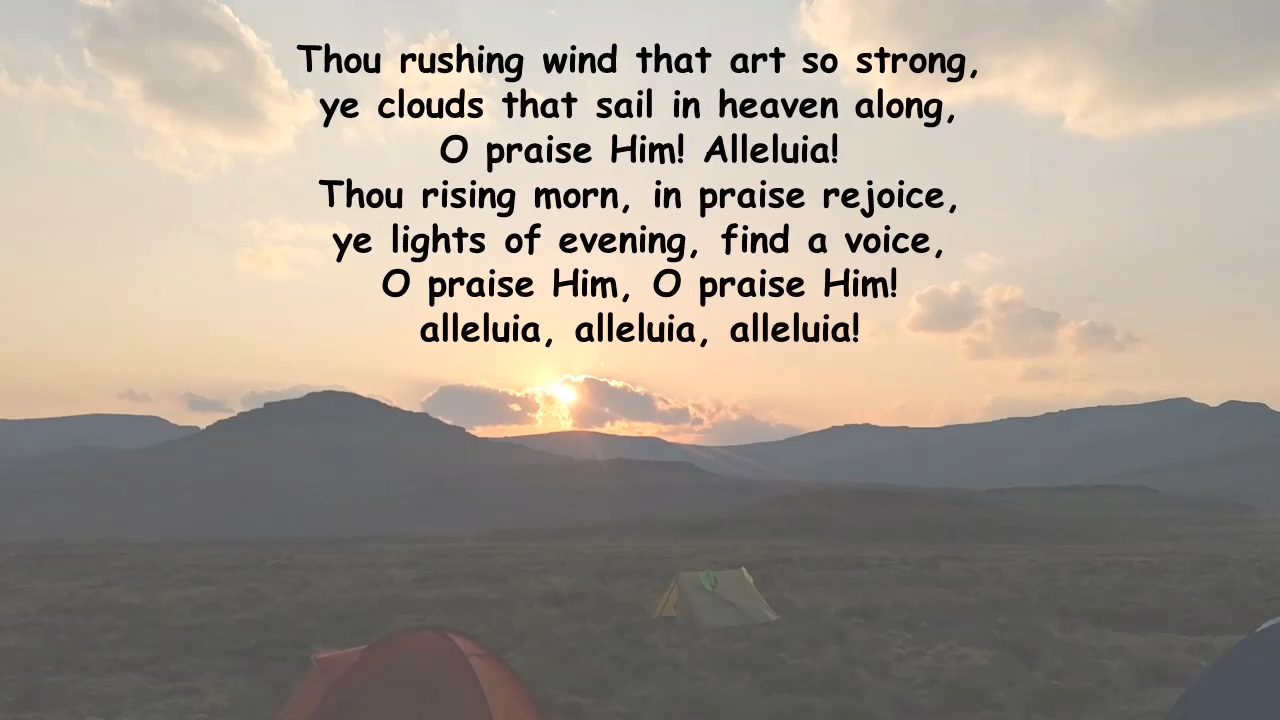 Thou rushing wind that art so strong,
ye clouds that sail in heaven along,
O praise Him! Alleluia!
Thou rising morn, in praise rejoice,
ye lights of evening, find a voice,
O praise Him, O praise Him!
alleluia, alleluia, alleluia!